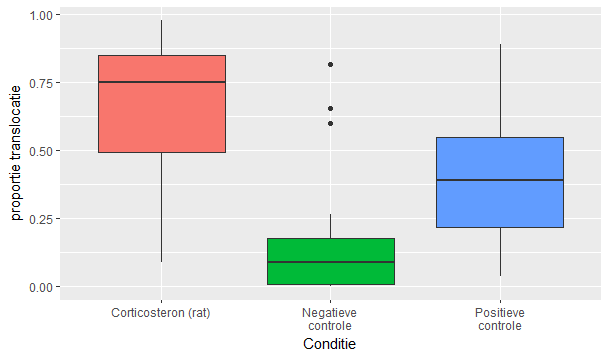 proportie translocatie
1.00
0.75
0.50
0.25
0.00
Corticosteron (rat)
Negatieve
controle
Positieve
controle
Conditie